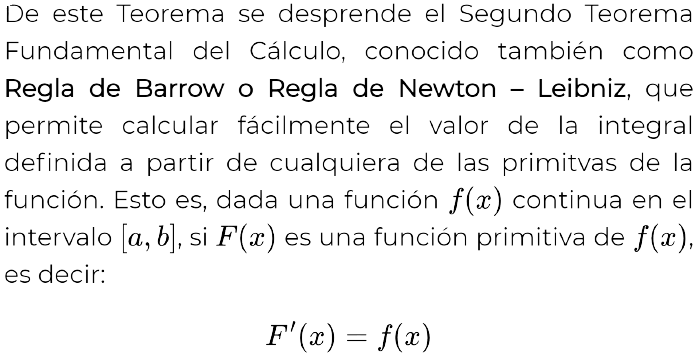 De este Teorema se desprende el Segundo Teorema
Fundamental del Cálculo, conocido también como
Regla de Barrow o Regla de Newton – Leibniz, que
permite calcular fácilmente el valor de la integral
definida a partir de cualquiera de las primitvas de la
función. Esto es, dada una función f(x) continua en el
intervalo [a, b], si F(x) es una función primitiva de f(x),
es decir:
F′(x) = f(x)